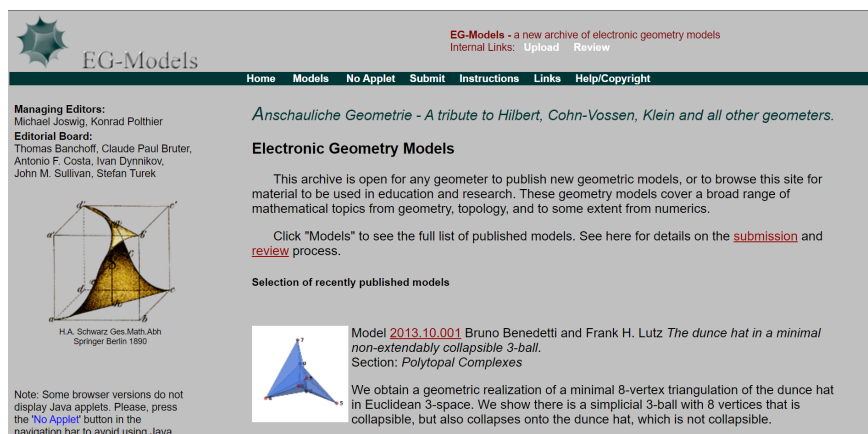 EG-Models
EG-Models - a new archive of electronic geometry models
Internal Links: Upload Review
Home Models No Applet Submit Instructions Links Help/Copyright
Managing Editors:
Michael Joswig, Konrad Polthier
Editorial Board:
Thomas Banchoff, Claude Paul Bruter,
Antonio F. Costa, Ivan Dynnikov,
John M. Sullivan, Stefan Turek
H.A. Schwarz Ges.Math.Abh
Springer Berlin 1890
Note: Some browser versions do not
display Java applets. Please, press
the 'No Applet' button in the
navigation bar to avoid using Java
Anschauliche Geometrie - A tribute to Hilbert, Cohn-Vossen, Klein and all other geometers.
Electronic Geometry Models
This archive is open for any geometer to publish new geometric models, or to browse this site for
material to be used in education and research. These geometry models cover a broad range of
mathematical topics from geometry, topology, and to some extent from numerics.
Click "Models" to see the full list of published models. See here for details on the submission and
review process.
Selection of recently published models
Model 2013.10.001 Bruno Benedetti and Frank H. Lutz The dunce hat in a minimal
non-extendably collapsible 3-ball.
Section: Polytopal Complexes
We obtain a geometric realization of a minimal 8-vertex triangulation of the dunce hat
in Euclidean 3-space. We show there is a simplicial 3-ball with 8 vertices that is
collapsible, but also collapses onto the dunce hat, which is not collapsible.